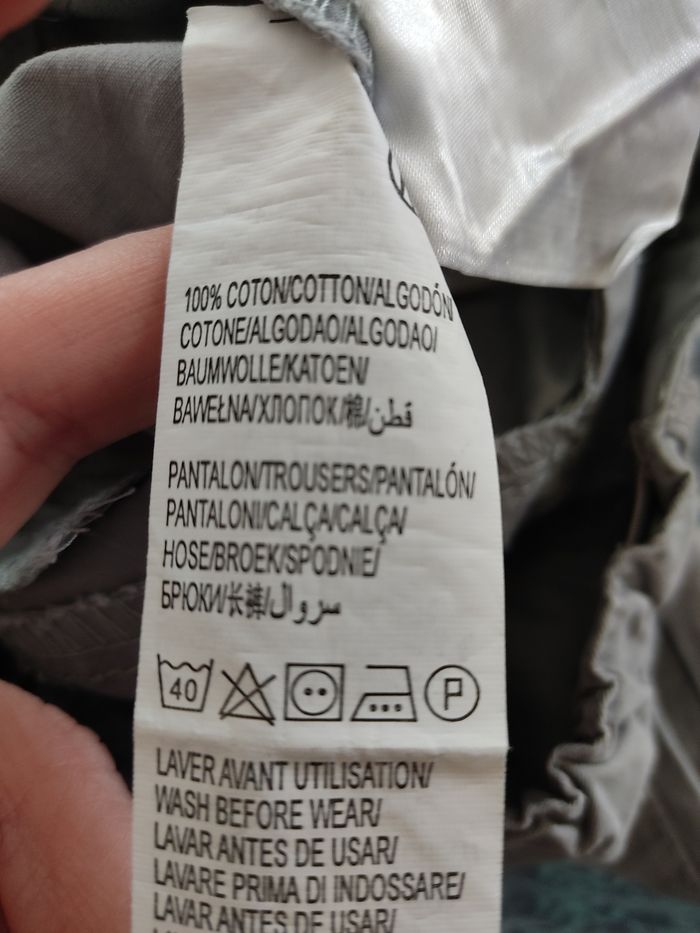 100% COTON/COTTON/ALGODÓN/
COTONE/ALGODAO/ALGODAO/
BAUMWOLLE/KATOEN/
BAWEŁNA/ХЛОПОК/棉/قطن
PANTALON/TROUSERS/PANTALÓN/
PANTALONI/CALÇA/CALÇA/
HOSE/BROEK/SPODNIE/
БРЮКИ/长裤/سروال
40
P
LAVER AVANT UTILISATION/
WASH BEFORE WEAR/
LAVAR ANTES DE USAR/
LAVARE PRIMA DI INDOSSARE/
LAVAR ANTES DE USAR/